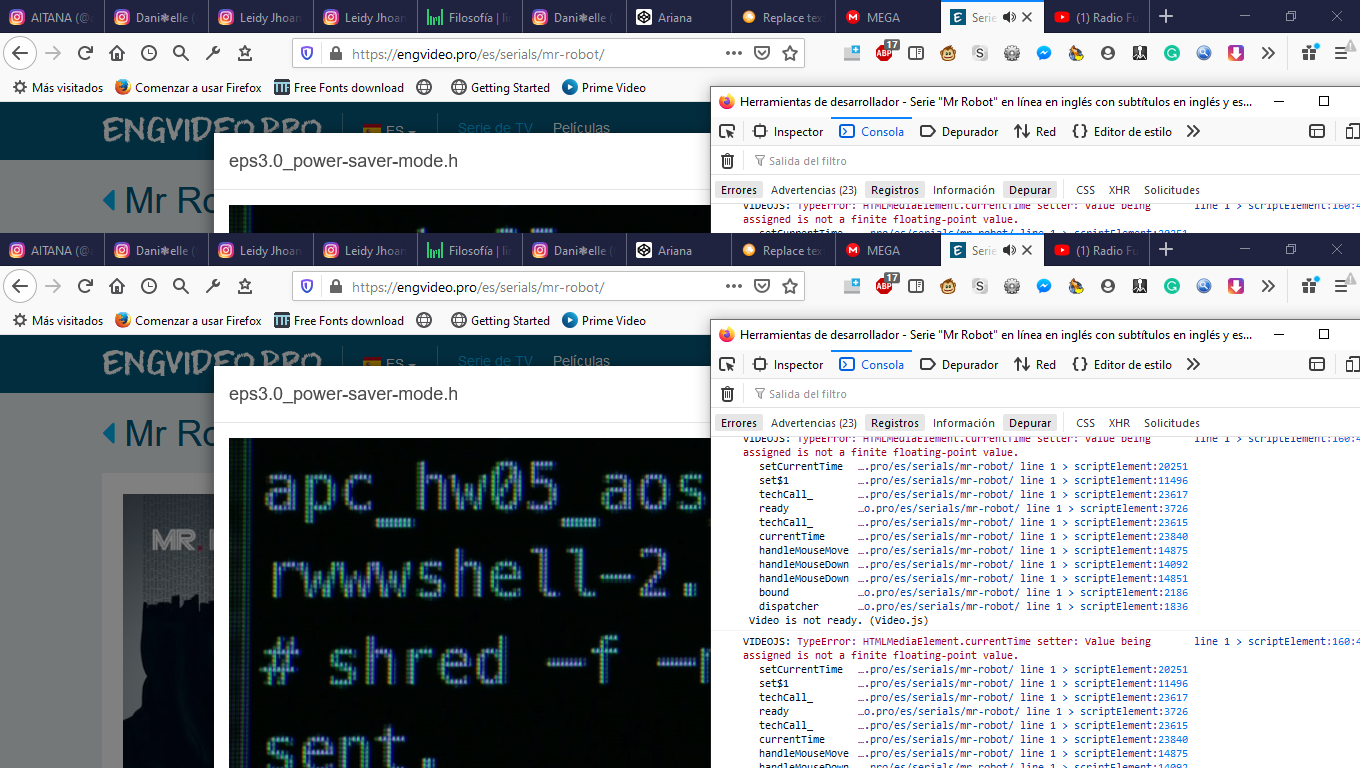 AITANA (@
Dani❃elle (
Leidy Jhoan
Leidy Jhoan
Filosofía | li
Dani❃elle (
Ariana
Replace tex
MEGA
Serie
(1) Radio Fu
https://engvideo.pro/es/serials/mr-robot/
ABP 17
Más visitados
Comenzar a usar Firefox
Free Fonts download
Getting Started
Prime Video
ENGVIDEO.PRO
ES
Serie de TV
Películas
Mr Ro
eps3.0_power-saver-mode.h
Herramientas de desarrollador - Serie "Mr Robot" en línea en inglés con subtítulos en inglés y es...
Inspector
Consola
Depurador
Red
Editor de estilo
Salida del filtro
Errores
Advertencias (23)
Registros
Información
Depurar
CSS
XHR
Solicitudes
VIDEOJS: TypeError: HTMLMediaElement.currentTime setter: Value being line 1 > scriptElement:160:4
assigned is not a finite floating-point value.
setCurrentTime ….pro/es/serials/mr-robot/ line 1 > scriptElement:20251
AITANA (@
Dani❃elle (
Leidy Jhoan
Leidy Jhoan
Filosofía | li
Dani❃elle (
Ariana
Replace tex
MEGA
Serie
(1) Radio Fu
https://engvideo.pro/es/serials/mr-robot/
ABP 17
Más visitados
Comenzar a usar Firefox
Free Fonts download
Getting Started
Prime Video
ENGVIDEO.PRO
ES
Serie de TV
Películas
Mr Ro
MR.
eps3.0_power-saver-mode.h
apc_hw05_aos
rwwwshell-2.
# shred -f -n
sent.
Herramientas de desarrollador - Serie "Mr Robot" en línea en inglés con subtítulos en inglés y es...
Inspector
Consola
Depurador
Red
Editor de estilo
Salida del filtro
Errores
Advertencias (23)
Registros
Información
Depurar
CSS
XHR
Solicitudes
VIDEOJS: TypeError: HTMLMediaElement.currentTime setter: Value being line 1 > scriptElement:160:4
assigned is not a finite floating-point value.
setCurrentTime ….pro/es/serials/mr-robot/ line 1 > scriptElement:20251
set$1 ….pro/es/serials/mr-robot/ line 1 > scriptElement:11496
techCall_ ….pro/es/serials/mr-robot/ line 1 > scriptElement:23617
ready …o.pro/es/serials/mr-robot/ line 1 > scriptElement:3726
techCall_ ….pro/es/serials/mr-robot/ line 1 > scriptElement:23615
currentTime ….pro/es/serials/mr-robot/ line 1 > scriptElement:23840
handleMouseMove ….pro/es/serials/mr-robot/ line 1 > scriptElement:14875
handleMouseDown ….pro/es/serials/mr-robot/ line 1 > scriptElement:14092
handleMouseDown ….pro/es/serials/mr-robot/ line 1 > scriptElement:14851
bound …o.pro/es/serials/mr-robot/ line 1 > scriptElement:2186
dispatcher …o.pro/es/serials/mr-robot/ line 1 > scriptElement:1836
Video is not ready. (Video.js)
VIDEOJS: TypeError: HTMLMediaElement.currentTime setter: Value being line 1 > scriptElement:160:4
assigned is not a finite floating-point value.
setCurrentTime ….pro/es/serials/mr-robot/ line 1 > scriptElement:20251
set$1 ….pro/es/serials/mr-robot/ line 1 > scriptElement:11496
techCall_ ….pro/es/serials/mr-robot/ line 1 > scriptElement:23617
ready …o.pro/es/serials/mr-robot/ line 1 > scriptElement:3726
techCall_ ….pro/es/serials/mr-robot/ line 1 > scriptElement:23615
currentTime ….pro/es/serials/mr-robot/ line 1 > scriptElement:23840
handleMouseMove ….pro/es/serials/mr-robot/ line 1 > scriptElement:14875
handleMouseDown ….pro/es/serials/mr-robot/ line 1 > scriptElement:14092